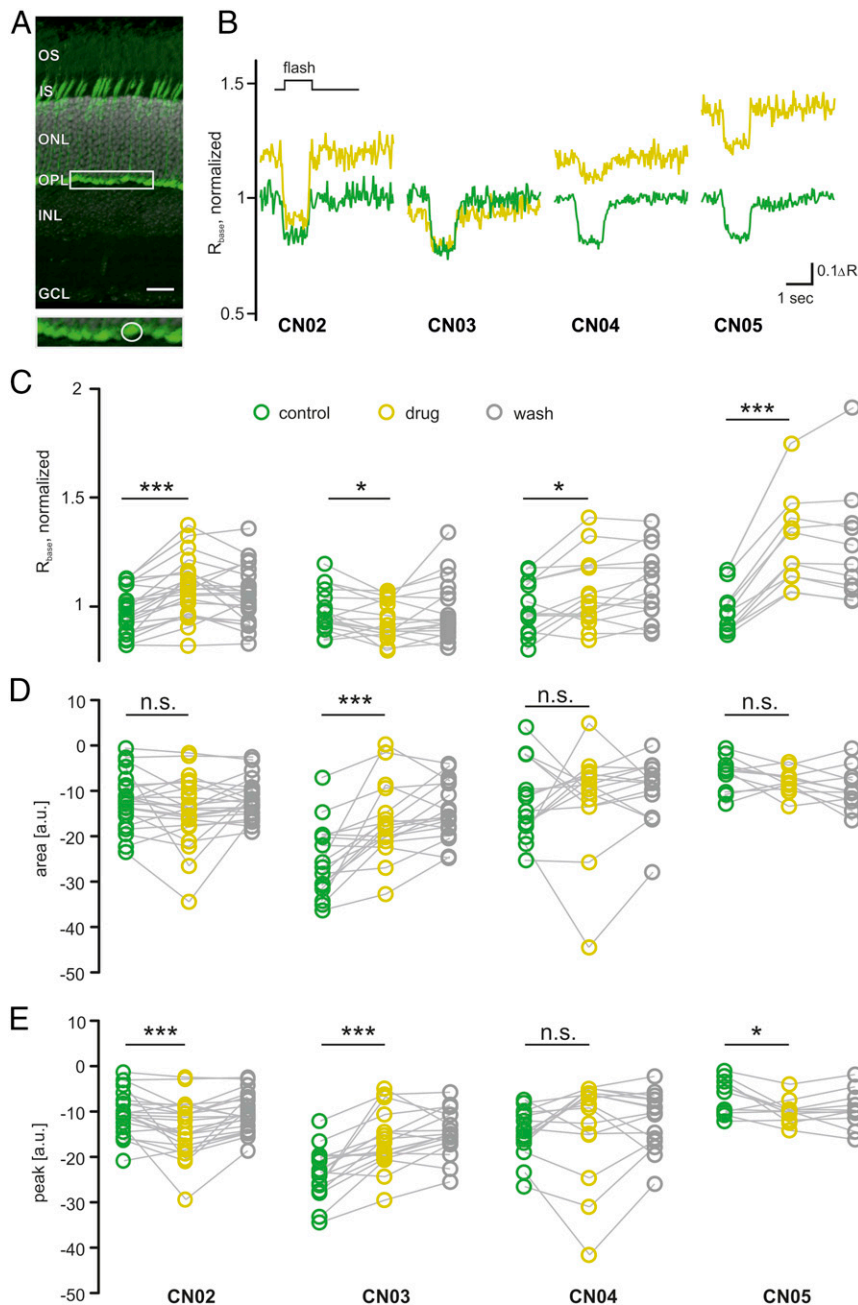 A
OS
IS
ONL
OPL
INL
GCL
B
flash
1.5
1
0.5
R_base, normalized
0.1ΔR
1 sec
CN02 CN03 CN04 CN05
C
control drug wash
2
1.5
1
R_base, normalized
*** * * ***
D
10
0
-10
-20
-30
-40
-50
area [a.u.]
n.s. *** n.s. n.s.
E
10
0
-10
-20
-30
-40
-50
peak [a.u.]
*** *** n.s. *
CN02 CN03 CN04 CN05